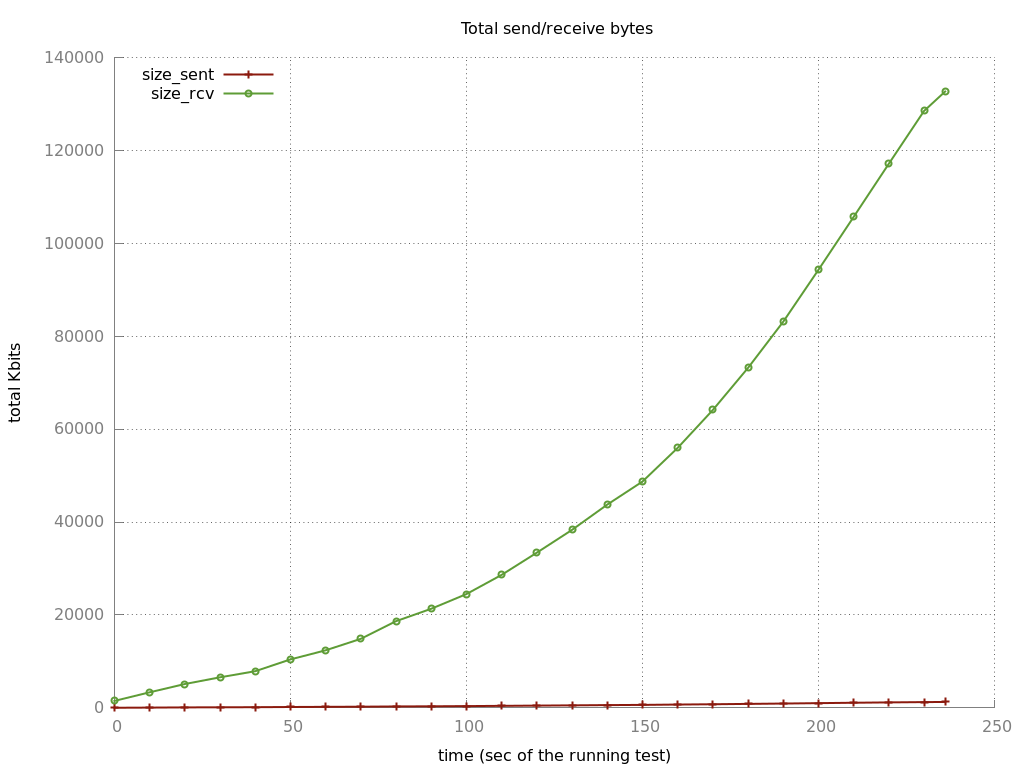 Total send/receive bytes
140000
120000
100000
80000
60000
40000
20000
0
size_sent
size_rcv
total Kbits
0 50 100 150 200 250
time (sec of the running test)